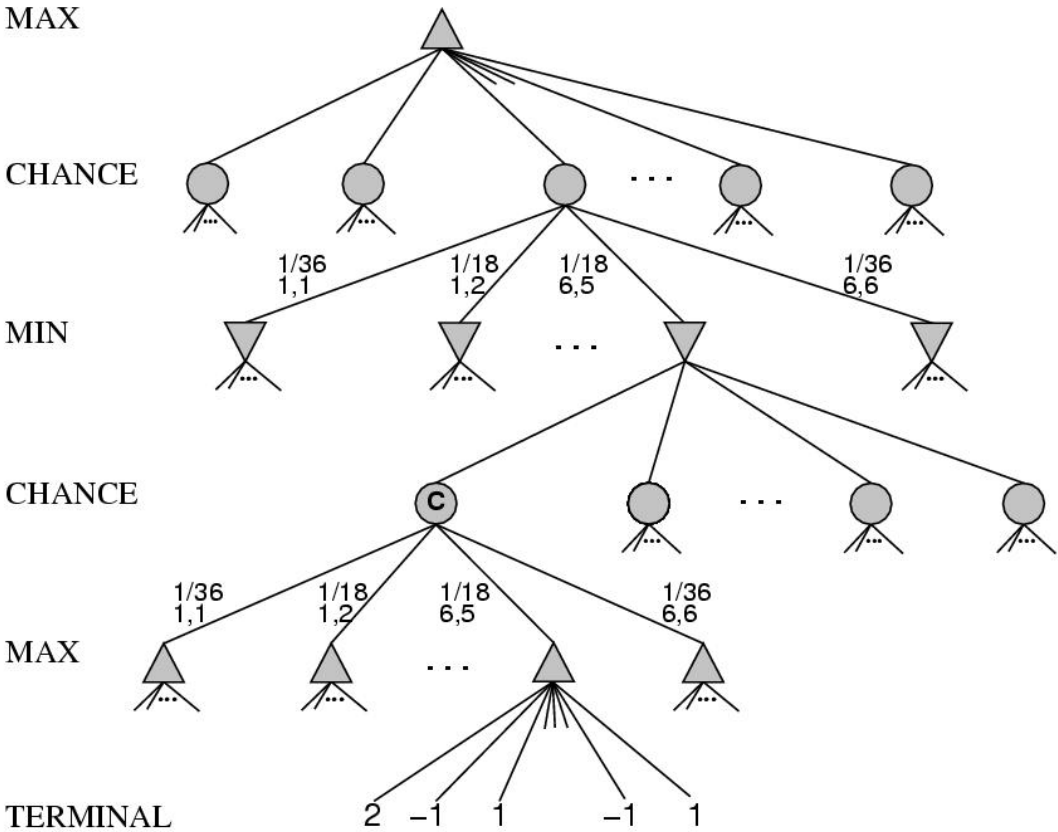 MAX
CHANCE
...
... ... ... ... ...
1/36 1/18 1/18 1/36
1,1 1,2 6,5 6,6
MIN
...
... ... ...
CHANCE
C
...
... ... ...
1/36 1/18 1/18 1/36
1,1 1,2 6,5 6,6
MAX
...
... ... ...
TERMINAL 2 −1 1 −1 1